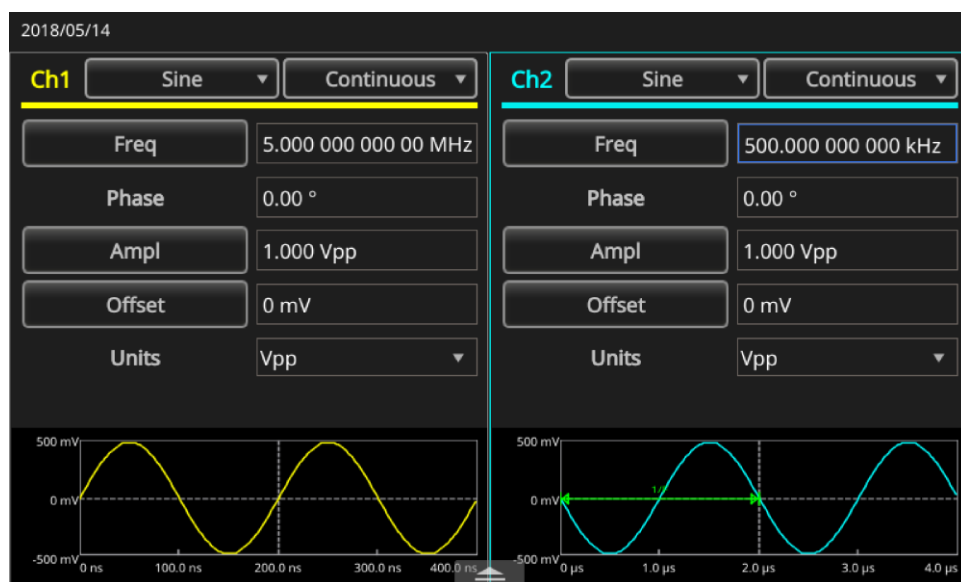 2018/05/14
Ch1 Sine Continuous
Freq 5.000 000 000 00 MHz
Phase 0.00 °
Ampl 1.000 Vpp
Offset 0 mV
Units Vpp
500 mV
0 mV
-500 mV
0 ns 100.0 ns 200.0 ns 300.0 ns 400.0 ns
Ch2 Sine Continuous
Freq 500.000 000 000 kHz
Phase 0.00 °
Ampl 1.000 Vpp
Offset 0 mV
Units Vpp
500 mV
0 mV
-500 mV
0 µs 1.0 µs 2.0 µs 3.0 µs 4.0 µs